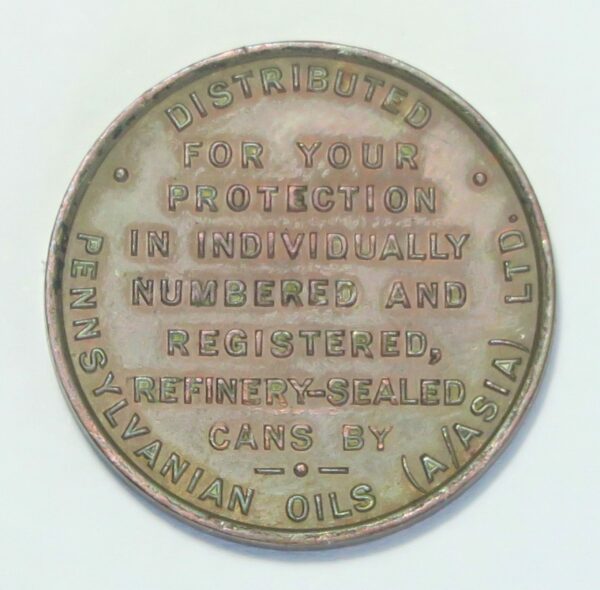 DISTRIBUTED
FOR YOUR
PROTECTION
IN INDIVIDUALLY
NUMBERED AND
REGISTERED,
REFINERY-SEALED
CANS BY
PENNSYLVANIAN OILS (A/ASIA) LTD.